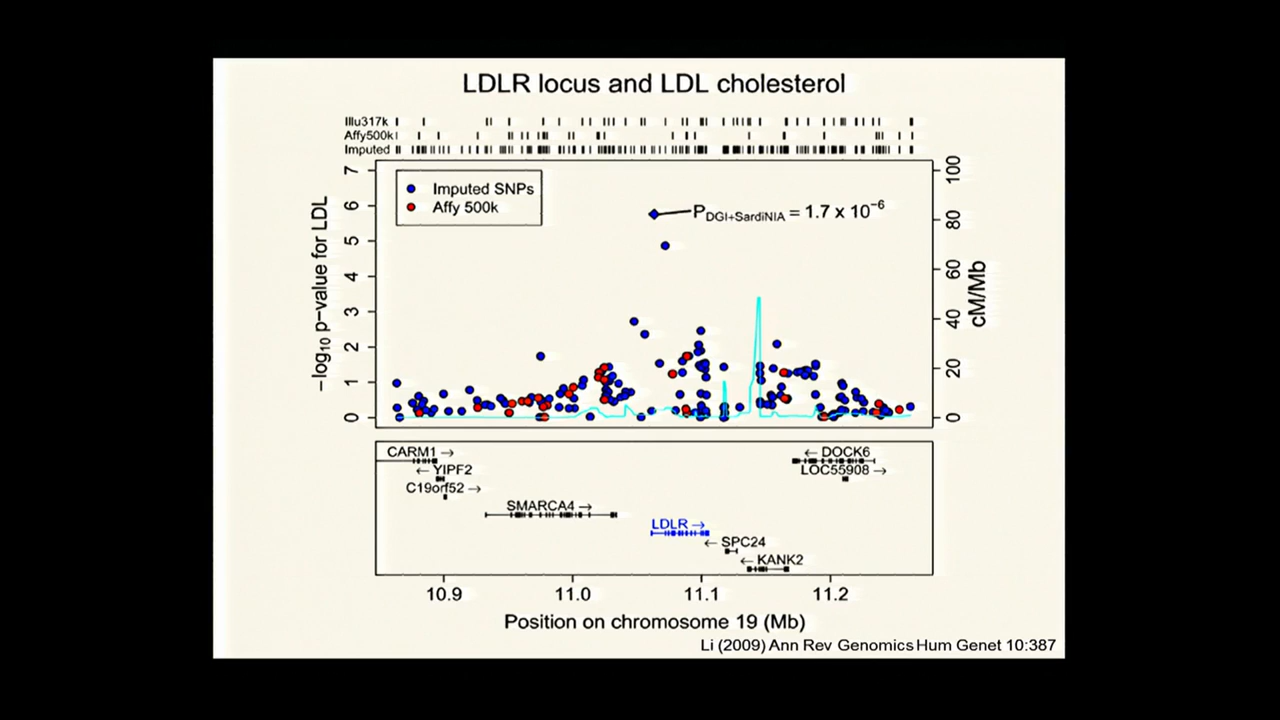 LDLR locus and LDL cholesterol
Illu317k
Affy500k
Imputed
7
6
5
4
3
2
1
0
−log10 p−value for LDL
Imputed SNPs
Affy 500k
PDGI+SardiNIA = 1.7 x 10−6
100
80
60
40
20
0
cM/Mb
CARM1 →
← YIPF2
C19orf52 →
SMARCA4 →
LDLR →
← SPC24
← KANK2
← DOCK6
LOC55908 →
10.9 11.0 11.1 11.2
Position on chromosome 19 (Mb)
Li (2009) Ann Rev Genomics Hum Genet 10:387